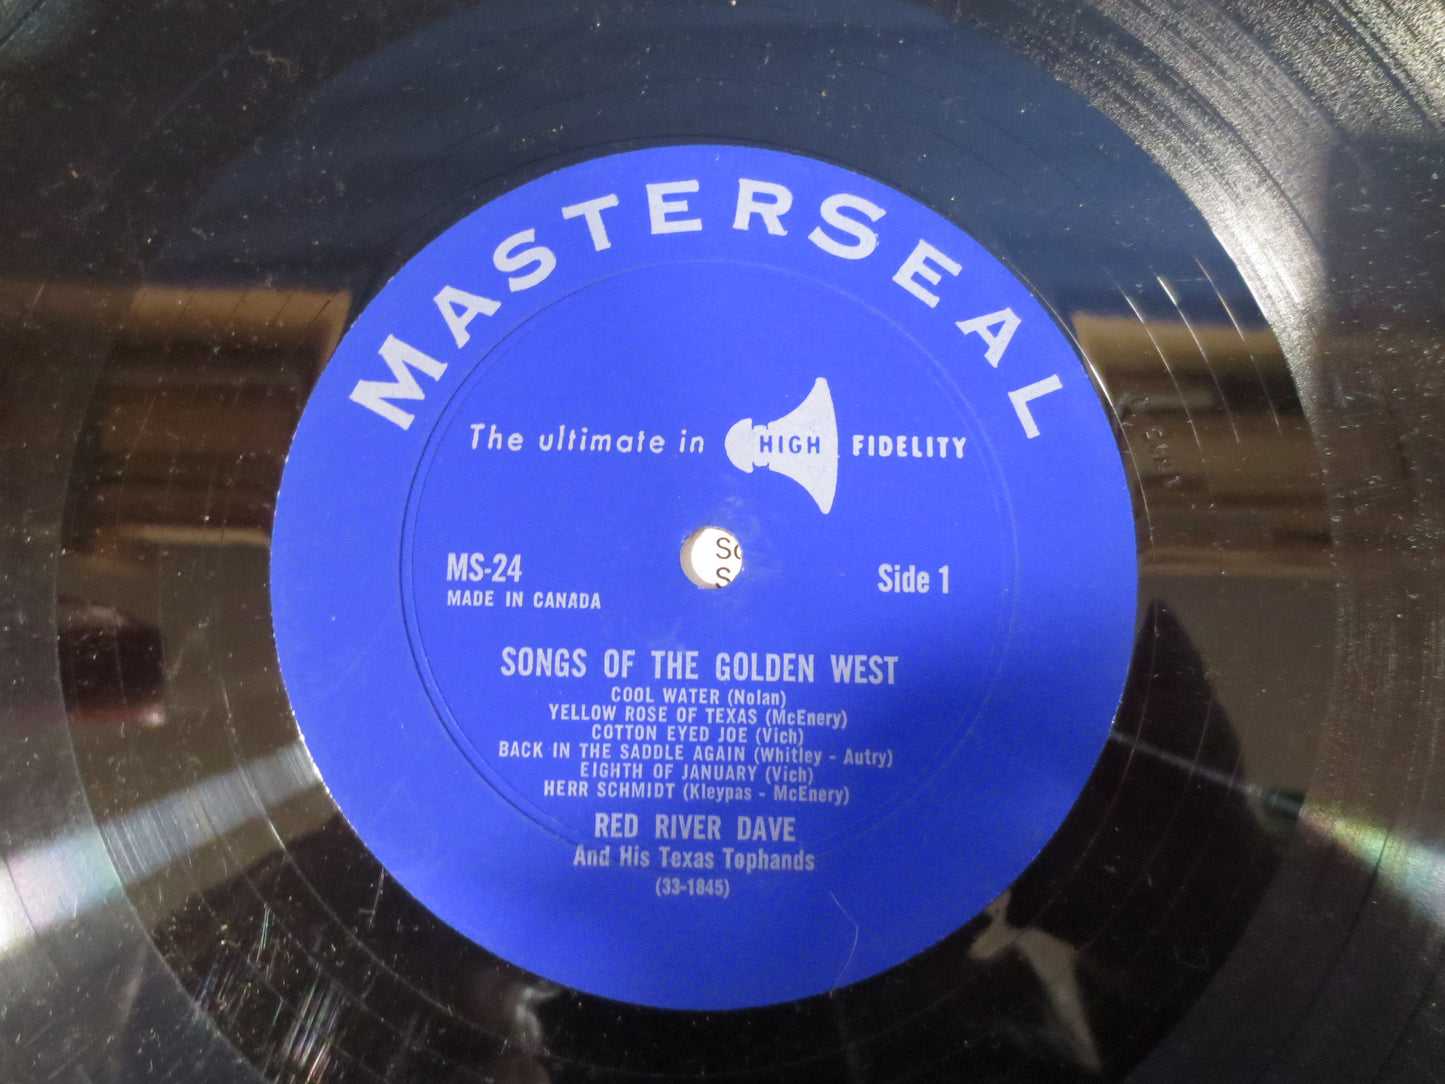 MASTERSEAL
The ultimate in HIGH FIDELITY
MS-24
Side 1
MADE IN CANADA
SONGS OF THE GOLDEN WEST
COOL WATER (Nolan)
YELLOW ROSE OF TEXAS (McEnery)
COTTON EYED JOE (Vich)
BACK IN THE SADDLE AGAIN (Whitley - Autry)
EIGHTH OF JANUARY (Vich)
HERR SCHMIDT (Kleypas - McEnery)
RED RIVER DAVE
And His Texas Tophands
(33-1845)